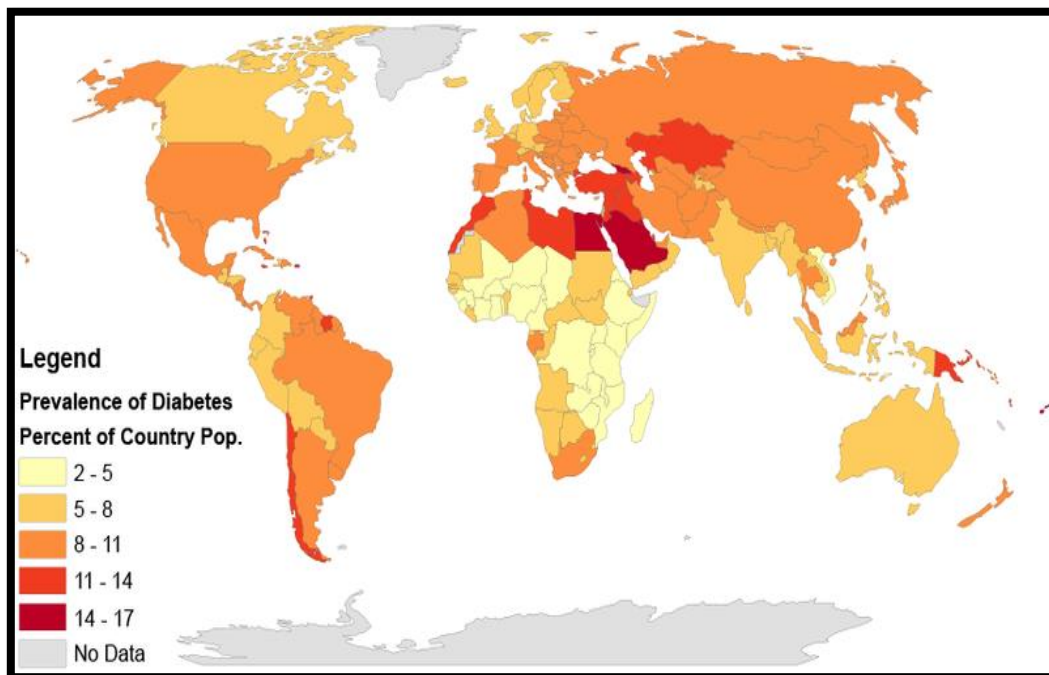 Legend
Prevalence of Diabetes
Percent of Country Pop.
2 - 5
5 - 8
8 - 11
11 - 14
14 - 17
No Data